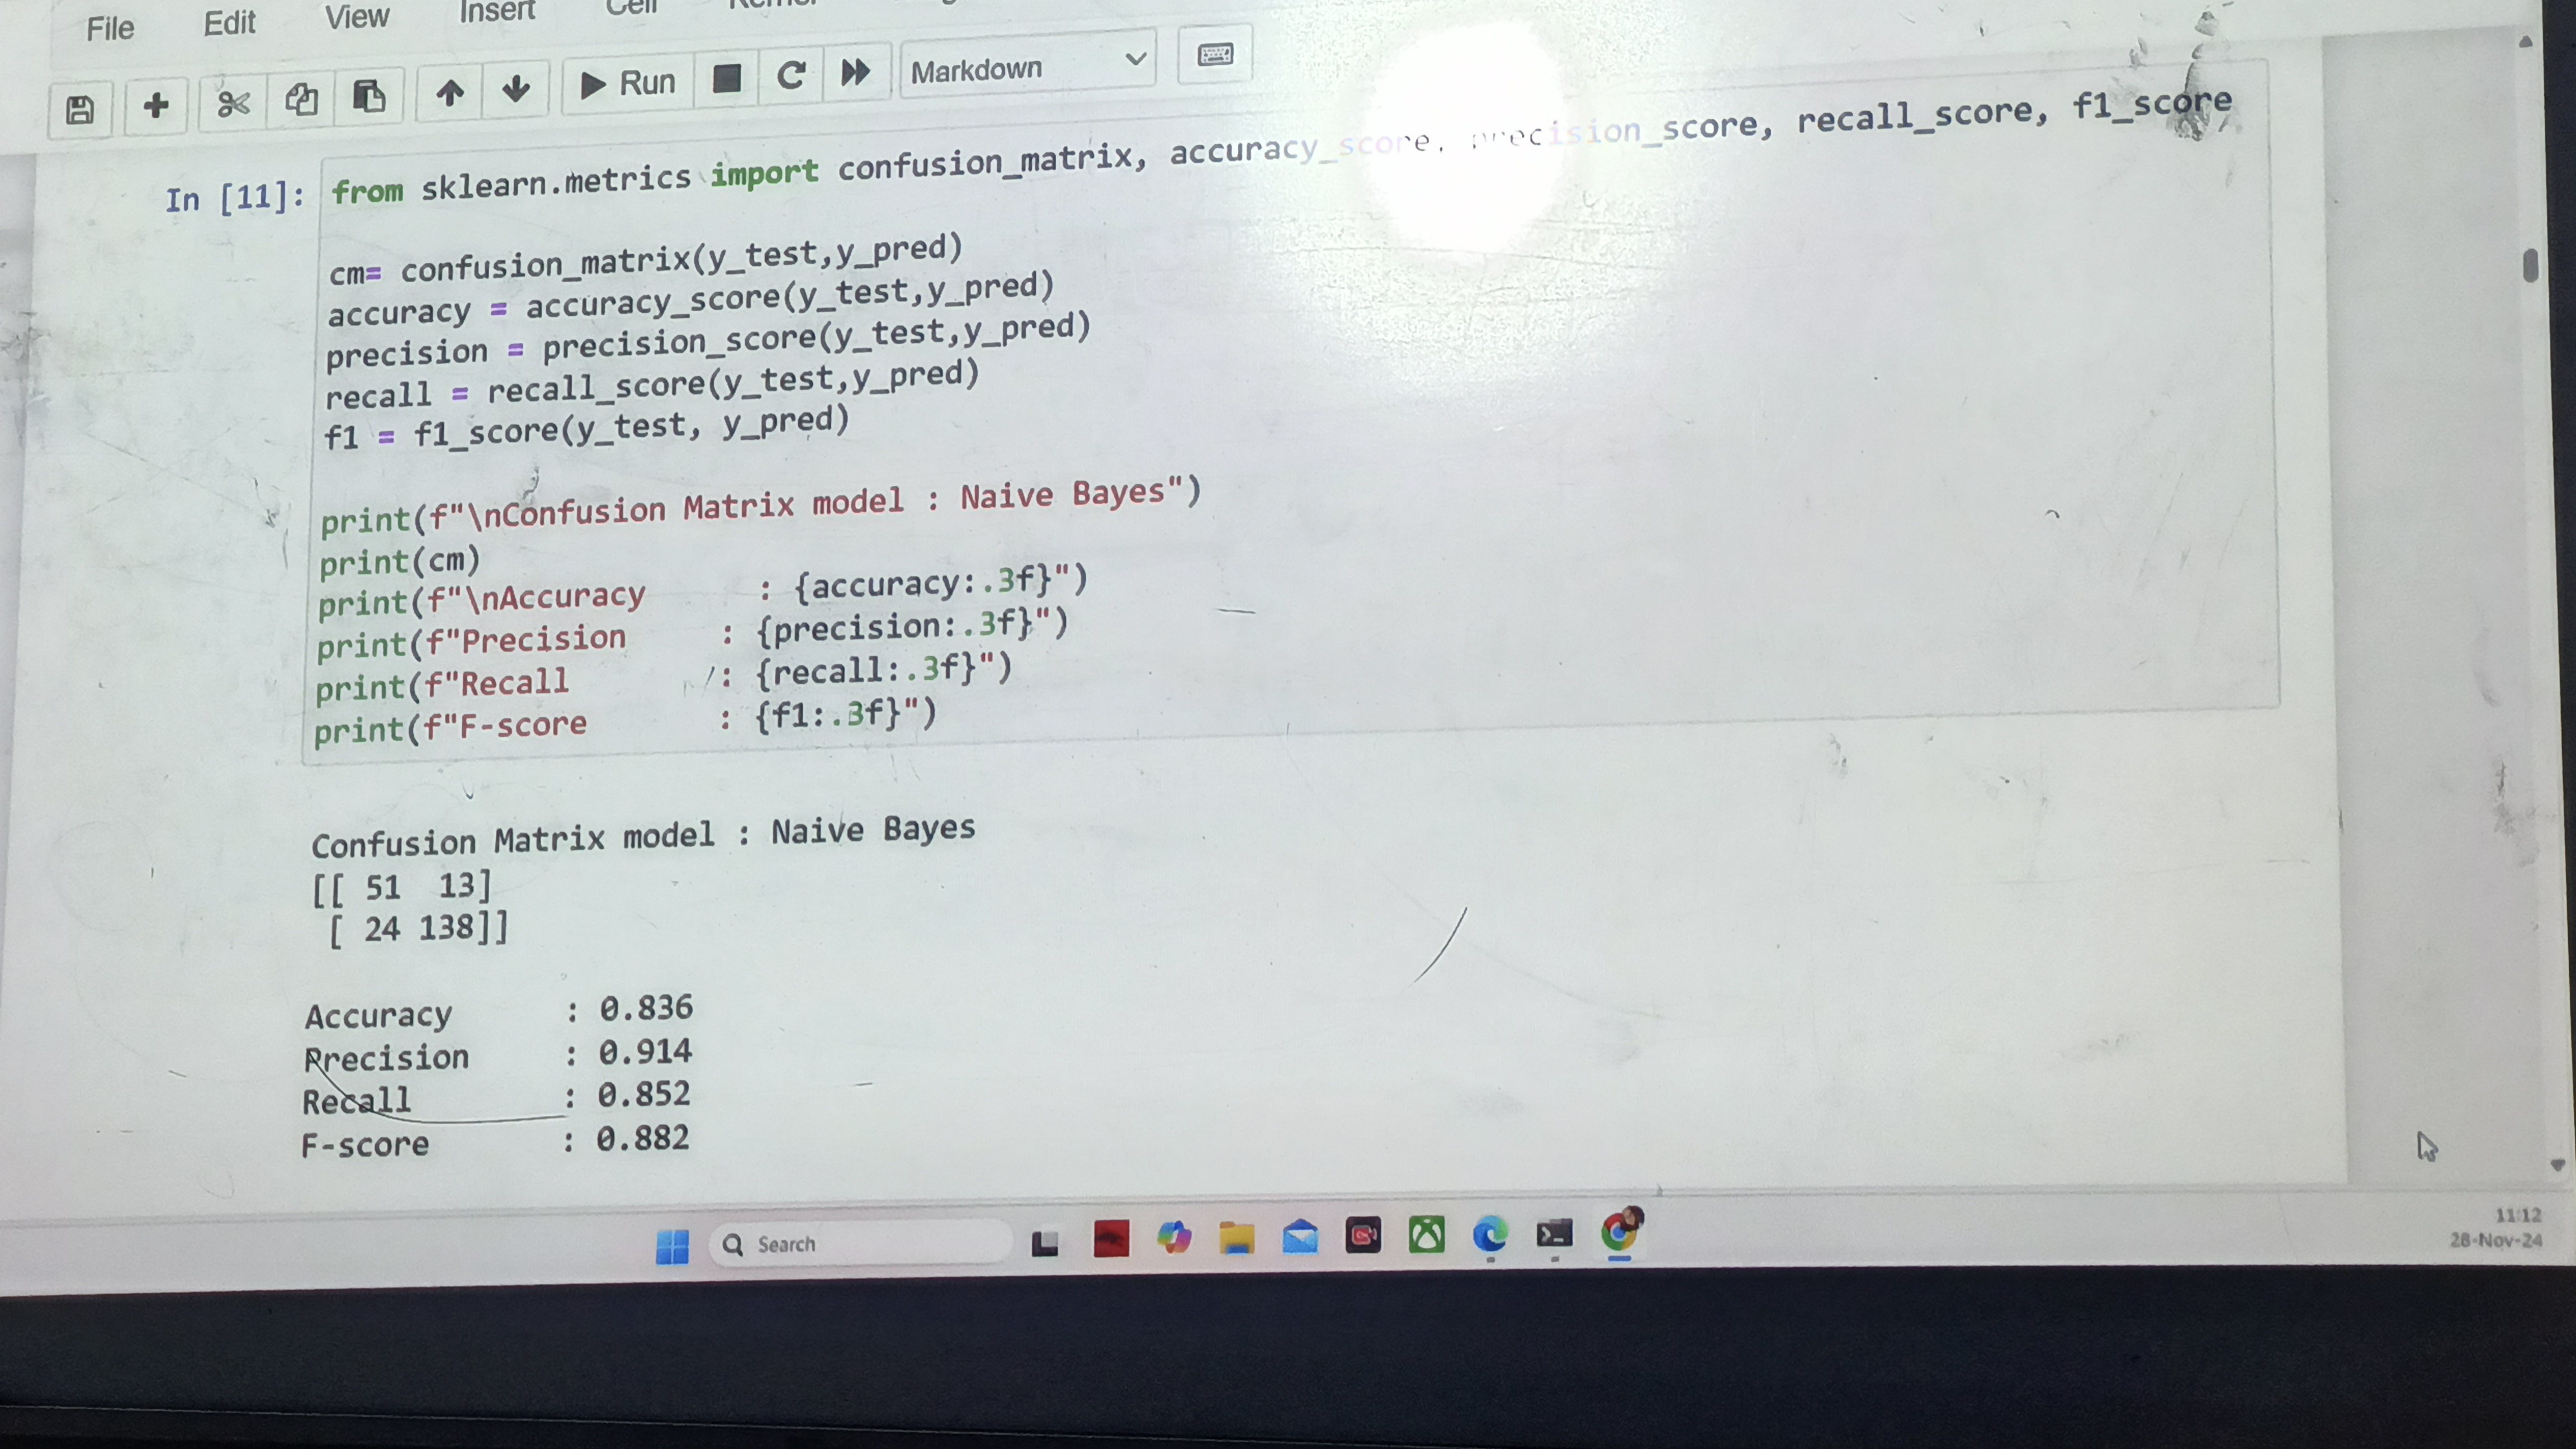 File Edit View Insert Cell Kernel
Run Markdown
In [11]: from sklearn.metrics import confusion_matrix, accuracy_score, precision_score, recall_score, f1_score
cm= confusion_matrix(y_test,y_pred)
accuracy = accuracy_score(y_test,y_pred)
precision = precision_score(y_test,y_pred)
recall = recall_score(y_test,y_pred)
f1 = f1_score(y_test, y_pred)
print(f"\nConfusion Matrix model : Naive Bayes")
print(cm)
print(f"\nAccuracy : {accuracy:.3f}")
print(f"Precision : {precision:.3f}")
print(f"Recall : {recall:.3f}")
print(f"F-score : {f1:.3f}")
Confusion Matrix model : Naive Bayes
[[ 51 13]
[ 24 138]]
Accuracy : 0.836
Precision : 0.914
Recall : 0.852
F-score : 0.882
Search
11:12
28-Nov-24